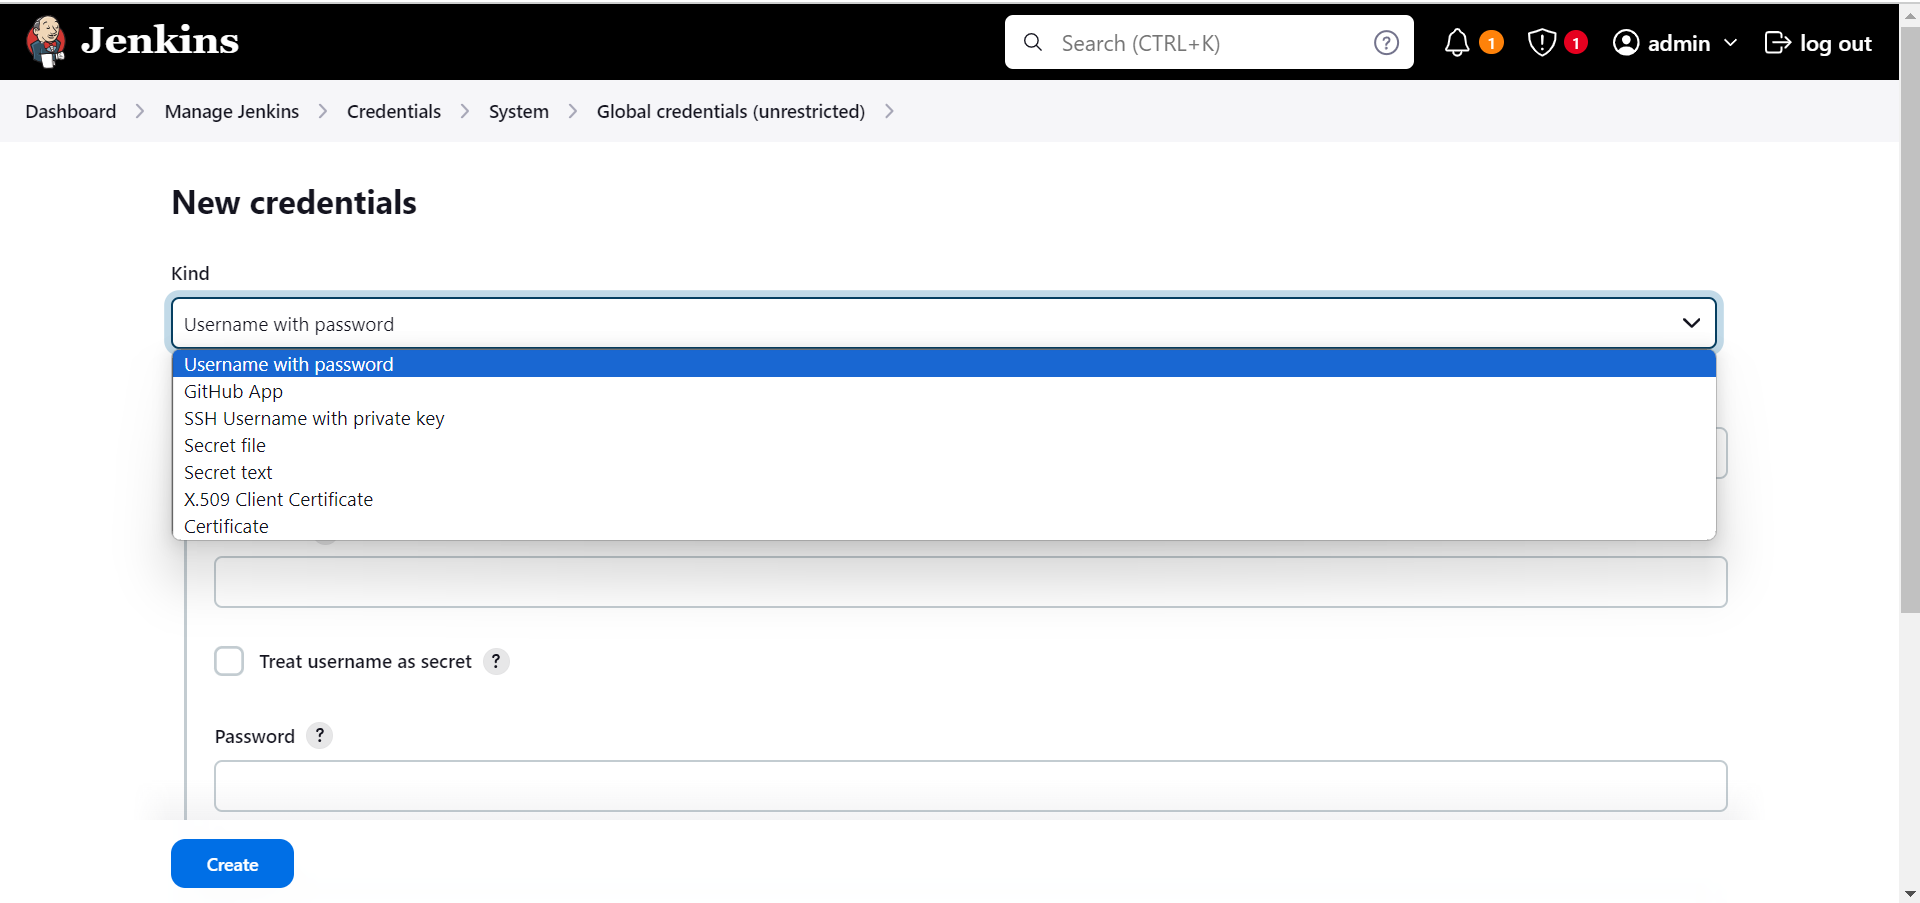 Jenkins
Search (CTRL+K)
?
1
1
admin
log out
Dashboard
Manage Jenkins
Credentials
System
Global credentials (unrestricted)
New credentials
Kind
Username with password
Username with password
GitHub App
SSH Username with private key
Secret file
Secret text
X.509 Client Certificate
Certificate
Treat username as secret ?
Password ?
Create